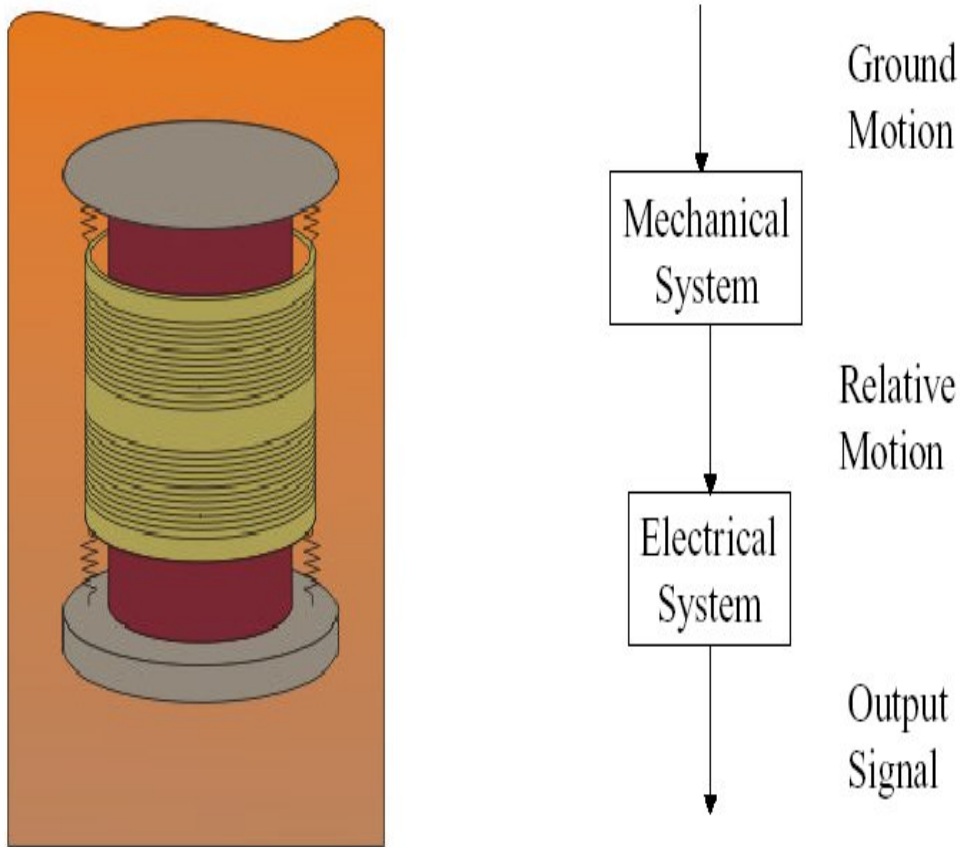 Ground
Motion
Mechanical
System
Relative
Motion
Electrical
System
Output
Signal